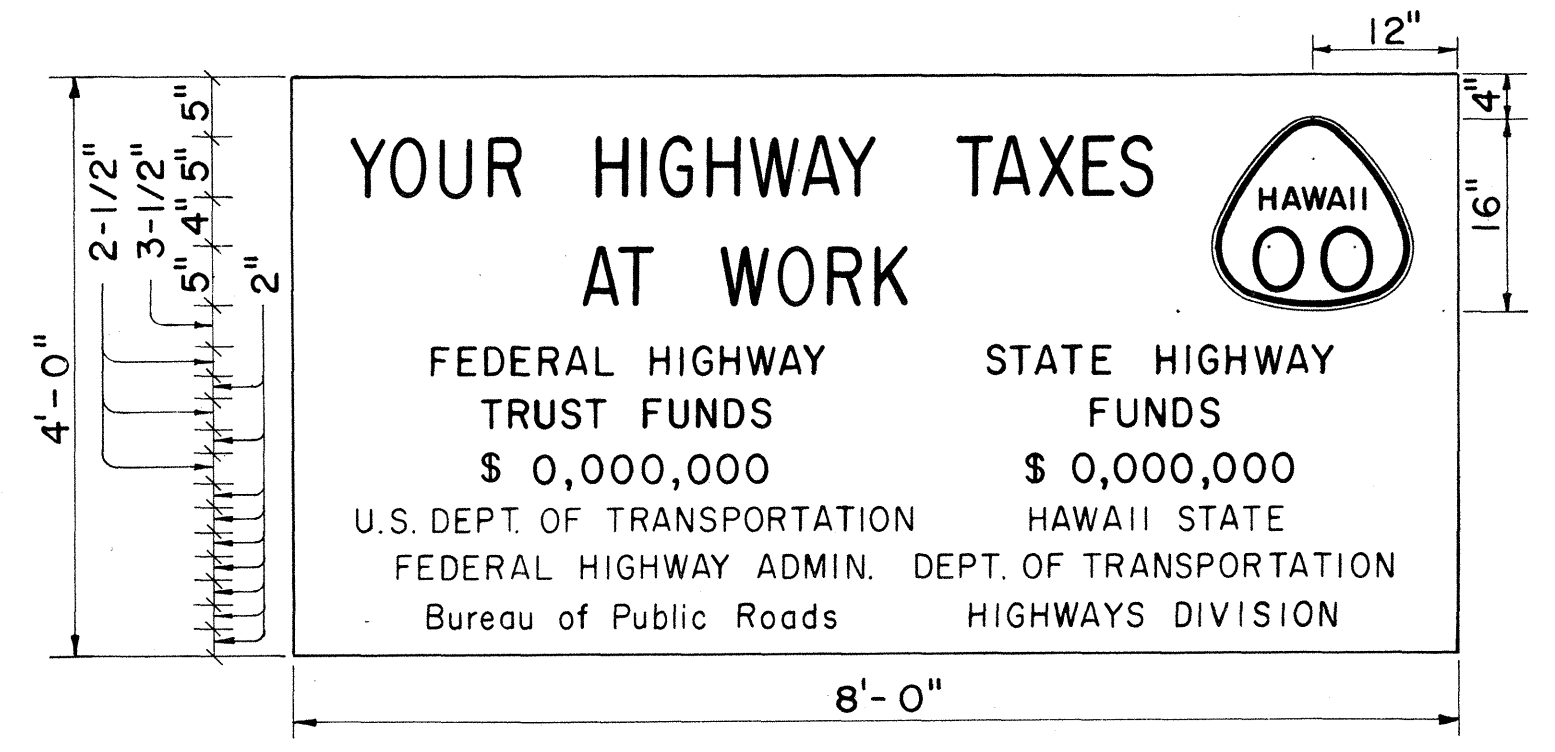 12"
4"
16"
5"
5"
4"
5"
2-1/2"
3-1/2"
2"
4'-0"
YOUR HIGHWAY TAXES
AT WORK
HAWAII
00
FEDERAL HIGHWAY
TRUST FUNDS
$ 0,000,000
U.S. DEPT. OF TRANSPORTATION
FEDERAL HIGHWAY ADMIN.
Bureau of Public Roads
STATE HIGHWAY
FUNDS
$ 0,000,000
HAWAII STATE
DEPT. OF TRANSPORTATION
HIGHWAYS DIVISION
8'-0"